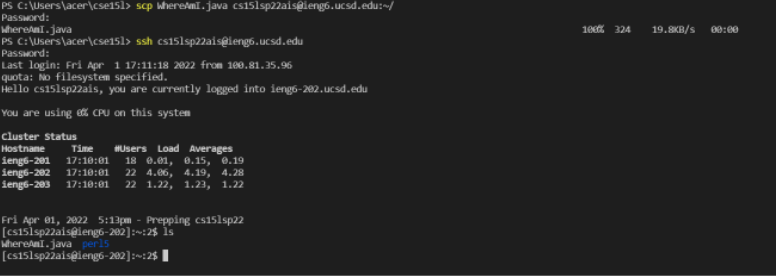 PS C:\Users\acer\cse15l> scp WhereAmI.java cs15lsp22ais@ieng6.ucsd.edu:~/
Password:
WhereAmI.java 100% 324 19.8KB/s 00:00
PS C:\Users\acer\cse15l> ssh cs15lsp22ais@ieng6.ucsd.edu
Password:
Last login: Fri Apr  1 17:11:18 2022 from 100.81.35.96
quota: No filesystem specified.
Hello cs15lsp22ais, you are currently logged into ieng6-202.ucsd.edu
You are using 0% CPU on this system
Cluster Status
Hostname Time #Users Load Averages
ieng6-201 17:10:01 18 0.01, 0.15, 0.19
ieng6-202 17:10:01 22 4.06, 4.19, 4.28
ieng6-203 17:10:01 22 1.22, 1.23, 1.22
Fri Apr 01, 2022 5:13pm - Prepping cs15lsp22
[cs15lsp22ais@ieng6-202]:~:2$ ls
WhereAmI.java perl5
[cs15lsp22ais@ieng6-202]:~:2$